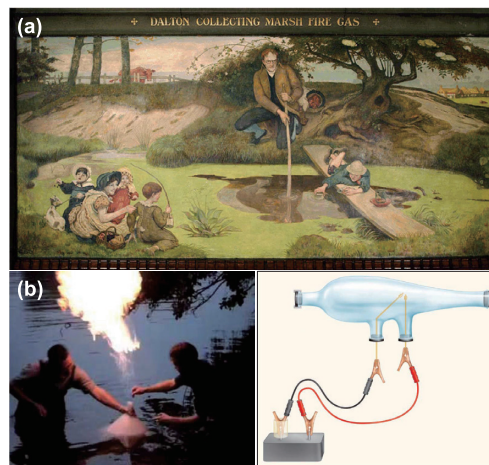 (a)
✢ DALTON COLLECTING MARSH FIRE GAS ✢
(b)